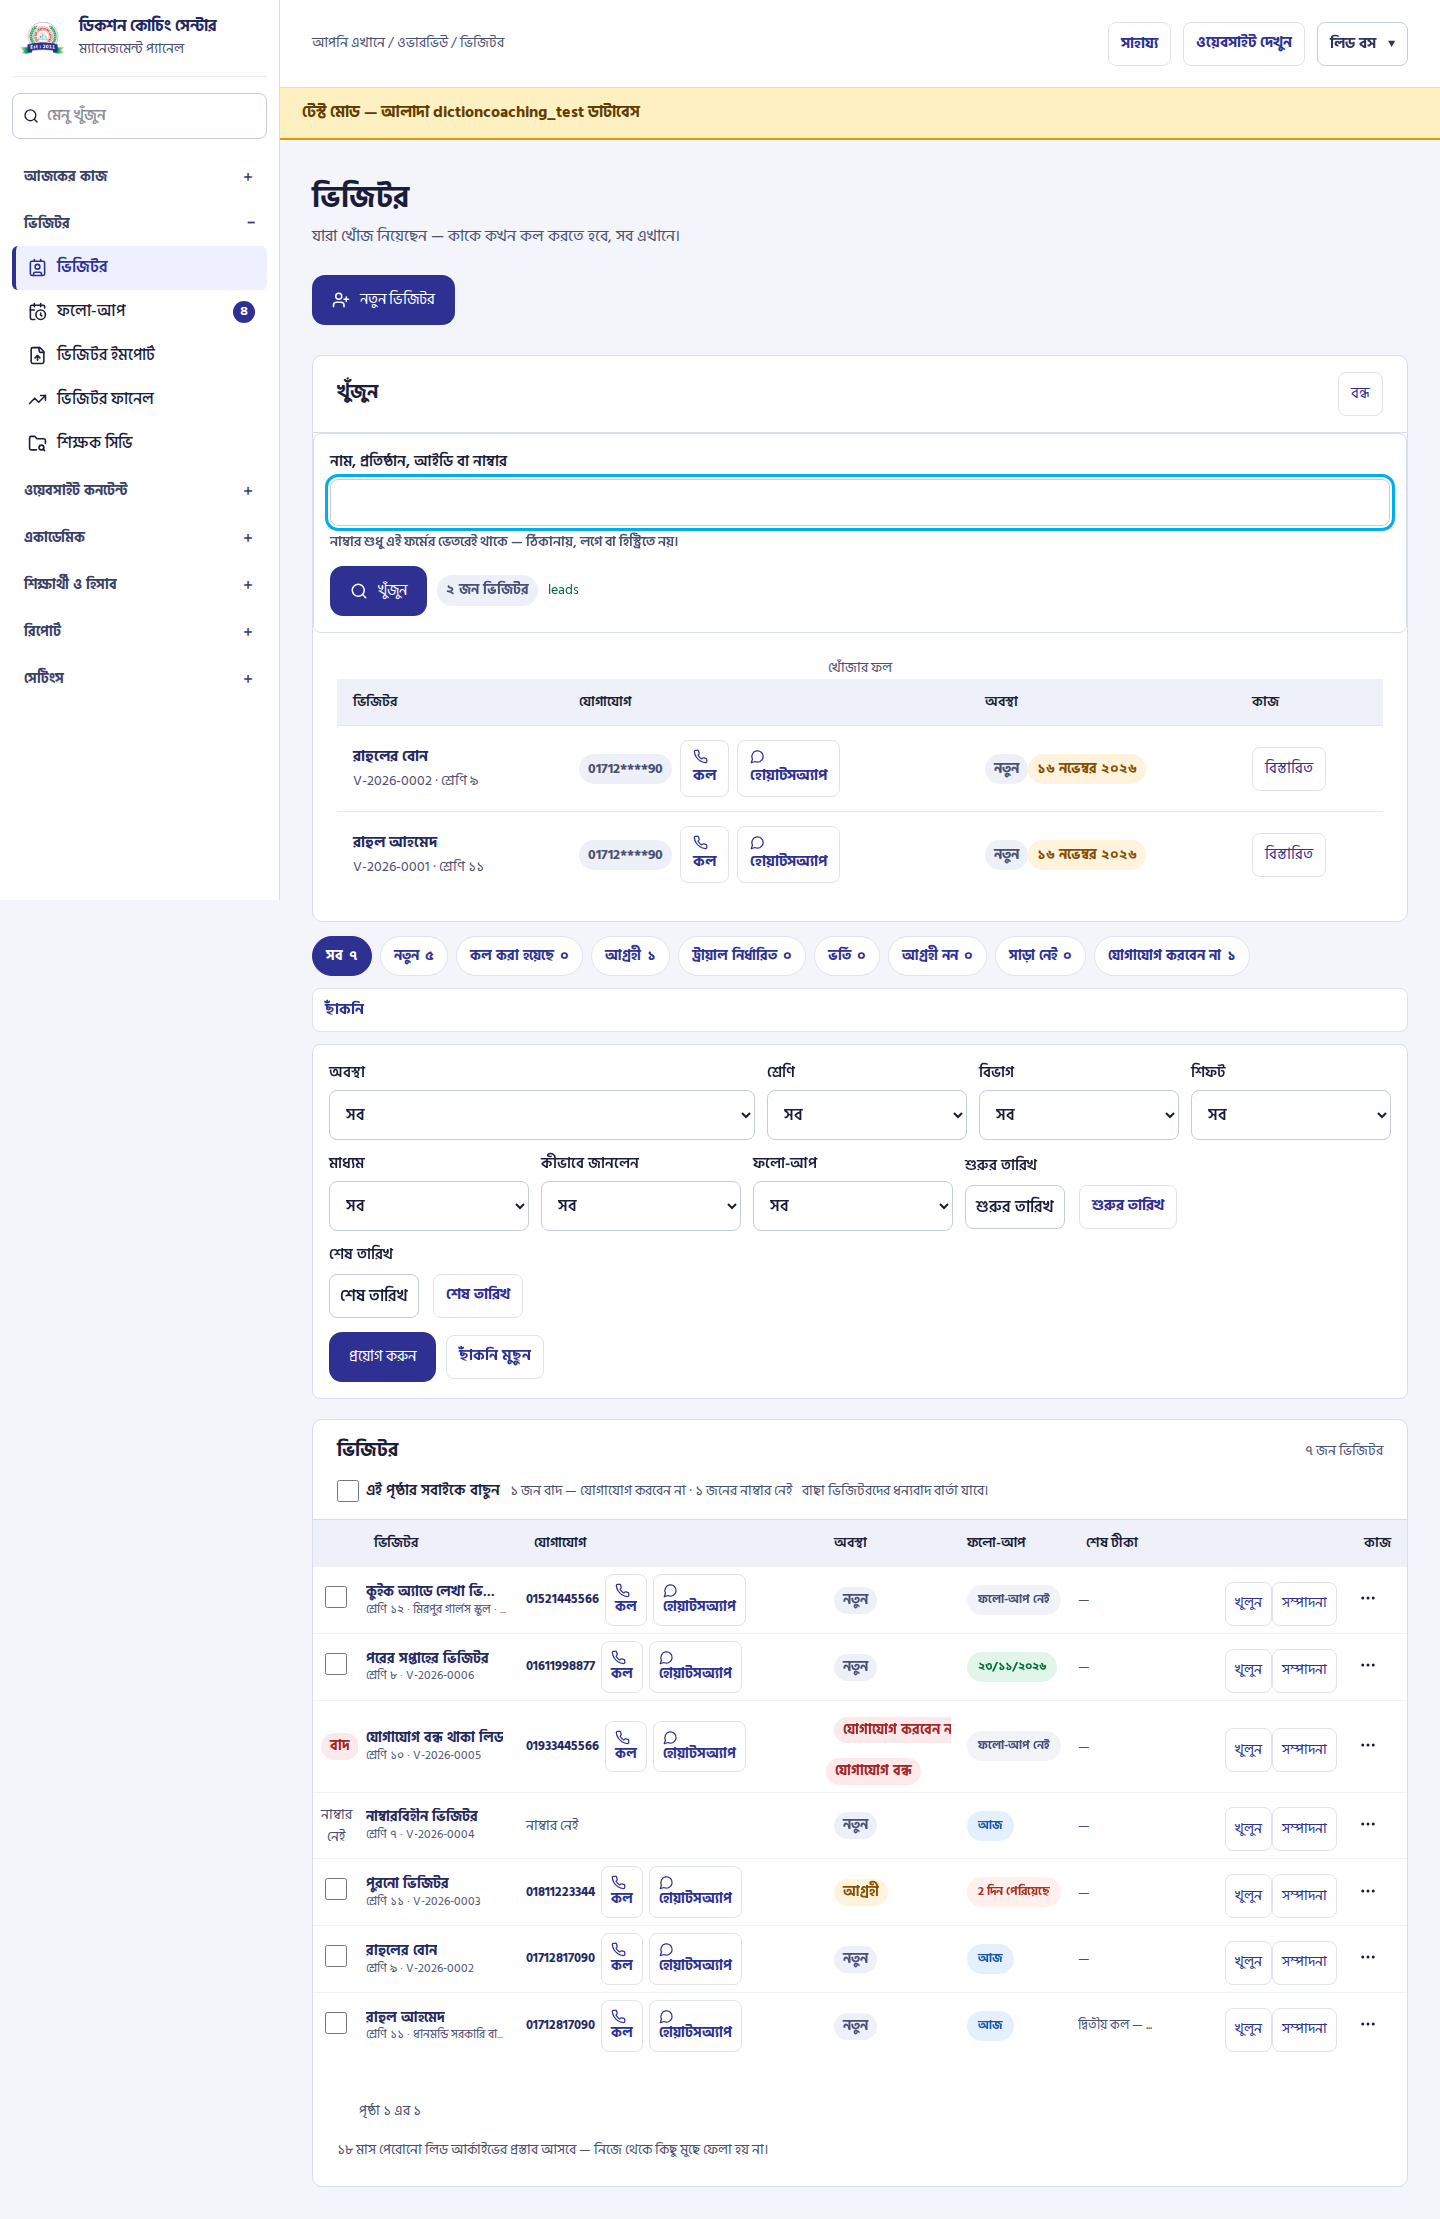 ডিকশন কোচিং সেন্টার
ম্যানেজমেন্ট প্যানেল
মেনু খুঁজুন
আজকের কাজ +
ভিজিটর −
ভিজিটর
ফলো-আপ 8
ভিজিটর ইমপোর্ট
ভিজিটর ফানেল
শিক্ষক সিভি
ওয়েবসাইট কনটেন্ট +
একাডেমিক +
শিক্ষার্থী ও হিসাব +
রিপোর্ট +
সেটিংস +
আপনি এখানে / ওভারভিউ / ভিজিটর
সাহায্য ওয়েবসাইট দেখুন লিড বস ▾
টেস্ট মোড — আলাদা dictioncoaching_test ডাটাবেস
ভিজিটর
যারা খোঁজ নিয়েছেন — কাকে কখন কল করতে হবে, সব এখানে।
নতুন ভিজিটর
খুঁজুন বন্ধ
নাম, প্রতিষ্ঠান, আইডি বা নাম্বার
নাম্বার শুধু এই ফর্মের ভেতরেই থাকে — ঠিকানায়, লগে বা হিস্ট্রিতে নয়।
খুঁজুন ২ জন ভিজিটর leads
খোঁজার ফল
ভিজিটর যোগাযোগ অবস্থা কাজ
রাহুলের বোন
V-2026-0002 · শ্রেণি ৯
01712****90 কল হোয়াটসঅ্যাপ নতুন ১৬ নভেম্বর ২০২৬ বিস্তারিত
রাহুল আহমেদ
V-2026-0001 · শ্রেণি ১১
01712****90 কল হোয়াটসঅ্যাপ নতুন ১৬ নভেম্বর ২০২৬ বিস্তারিত
সব ৭ নতুন ৫ কল করা হয়েছে ০ আগ্রহী ১ ট্রায়াল নির্ধারিত ০ ভর্তি ০ আগ্রহী নন ০ সাড়া নেই ০ যোগাযোগ করবেন না ১
ছাঁকনি
অবস্থা শ্রেণি বিভাগ শিফট
সব সব সব সব
মাধ্যম কীভাবে জানলেন ফলো-আপ শুরুর তারিখ
সব সব সব শুরুর তারিখ শুরুর তারিখ
শেষ তারিখ
শেষ তারিখ শেষ তারিখ
প্রয়োগ করুন ছাঁকনি মুছুন
ভিজিটর ৭ জন ভিজিটর
এই পৃষ্ঠার সবাইকে বাছুন ১ জন বাদ — যোগাযোগ করবেন না · ১ জনের নাম্বার নেই বাছা ভিজিটরদের ধন্যবাদ বার্তা যাবে।
ভিজিটর যোগাযোগ অবস্থা ফলো-আপ শেষ টীকা কাজ
কুইক অ্যাডে লেখা ভি...
শ্রেণি ১২ · মিরপুর গার্লস স্কুল · ...
01521445566 কল হোয়াটসঅ্যাপ নতুন ফলো-আপ নেই — খুলুন সম্পাদনা ···
পরের সপ্তাহের ভিজিটর
শ্রেণি ৮ · V-2026-0006
01611998877 কল হোয়াটসঅ্যাপ নতুন ২৩/১১/২০২৬ — খুলুন সম্পাদনা ···
বাদ যোগাযোগ বন্ধ থাকা লিড
শ্রেণি ১০ · V-2026-0005
01933445566 কল হোয়াটসঅ্যাপ যোগাযোগ করবেন ন
যোগাযোগ বন্ধ
ফলো-আপ নেই — খুলুন সম্পাদনা ···
নাম্বার নেই নাম্বারবিহীন ভিজিটর
শ্রেণি ৭ · V-2026-0004
নাম্বার নেই নতুন আজ — খুলুন সম্পাদনা ···
পুরনো ভিজিটর
শ্রেণি ১১ · V-2026-0003
01811223344 কল হোয়াটসঅ্যাপ আগ্রহী 2 দিন পেরিয়েছে — খুলুন সম্পাদনা ···
রাহুলের বোন
শ্রেণি ৯ · V-2026-0002
01712817090 কল হোয়াটসঅ্যাপ নতুন আজ — খুলুন সম্পাদনা ···
রাহুল আহমেদ
শ্রেণি ১১ · ধানমন্ডি সরকারি বা...
01712817090 কল হোয়াটসঅ্যাপ নতুন আজ দ্বিতীয় কল — ... খুলুন সম্পাদনা ···
পৃষ্ঠা ১ এর ১
১৮ মাস পেরোনো লিড আর্কাইভের প্রস্তাব আসবে — নিজে থেকে কিছু মুছে ফেলা হয় না।